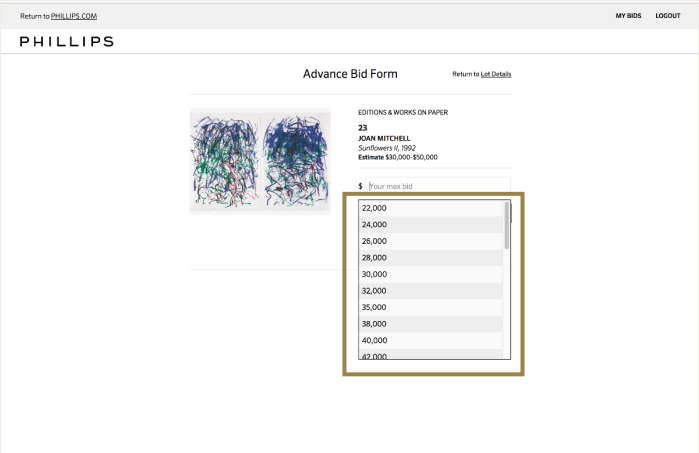 Return to PHILLIPS.COM
MY BIDS LOGOUT
PHILLIPS
Advance Bid Form
Return to Lot Details
EDITIONS & WORKS ON PAPER
23
JOAN MITCHELL
Sunflowers II, 1992
Estimate $30,000-$50,000
$ Your max bid
22,000
24,000
26,000
28,000
30,000
32,000
35,000
38,000
40,000
42,000